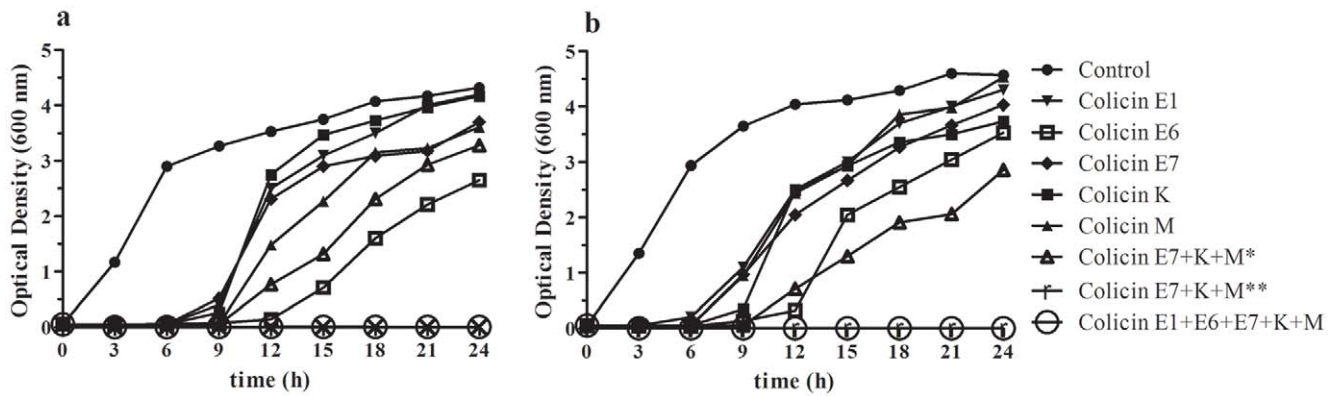 a
b
Optical Density (600 nm)
5
4
3
2
1
0
0 3 6 9 12 15 18 21 24
time (h)
Optical Density (600 nm)
5
4
3
2
1
0
0 3 6 9 12 15 18 21 24
time (h)
Control
Colicin E1
Colicin E6
Colicin E7
Colicin K
Colicin M
Colicin E7+K+M*
Colicin E7+K+M**
Colicin E1+E6+E7+K+M